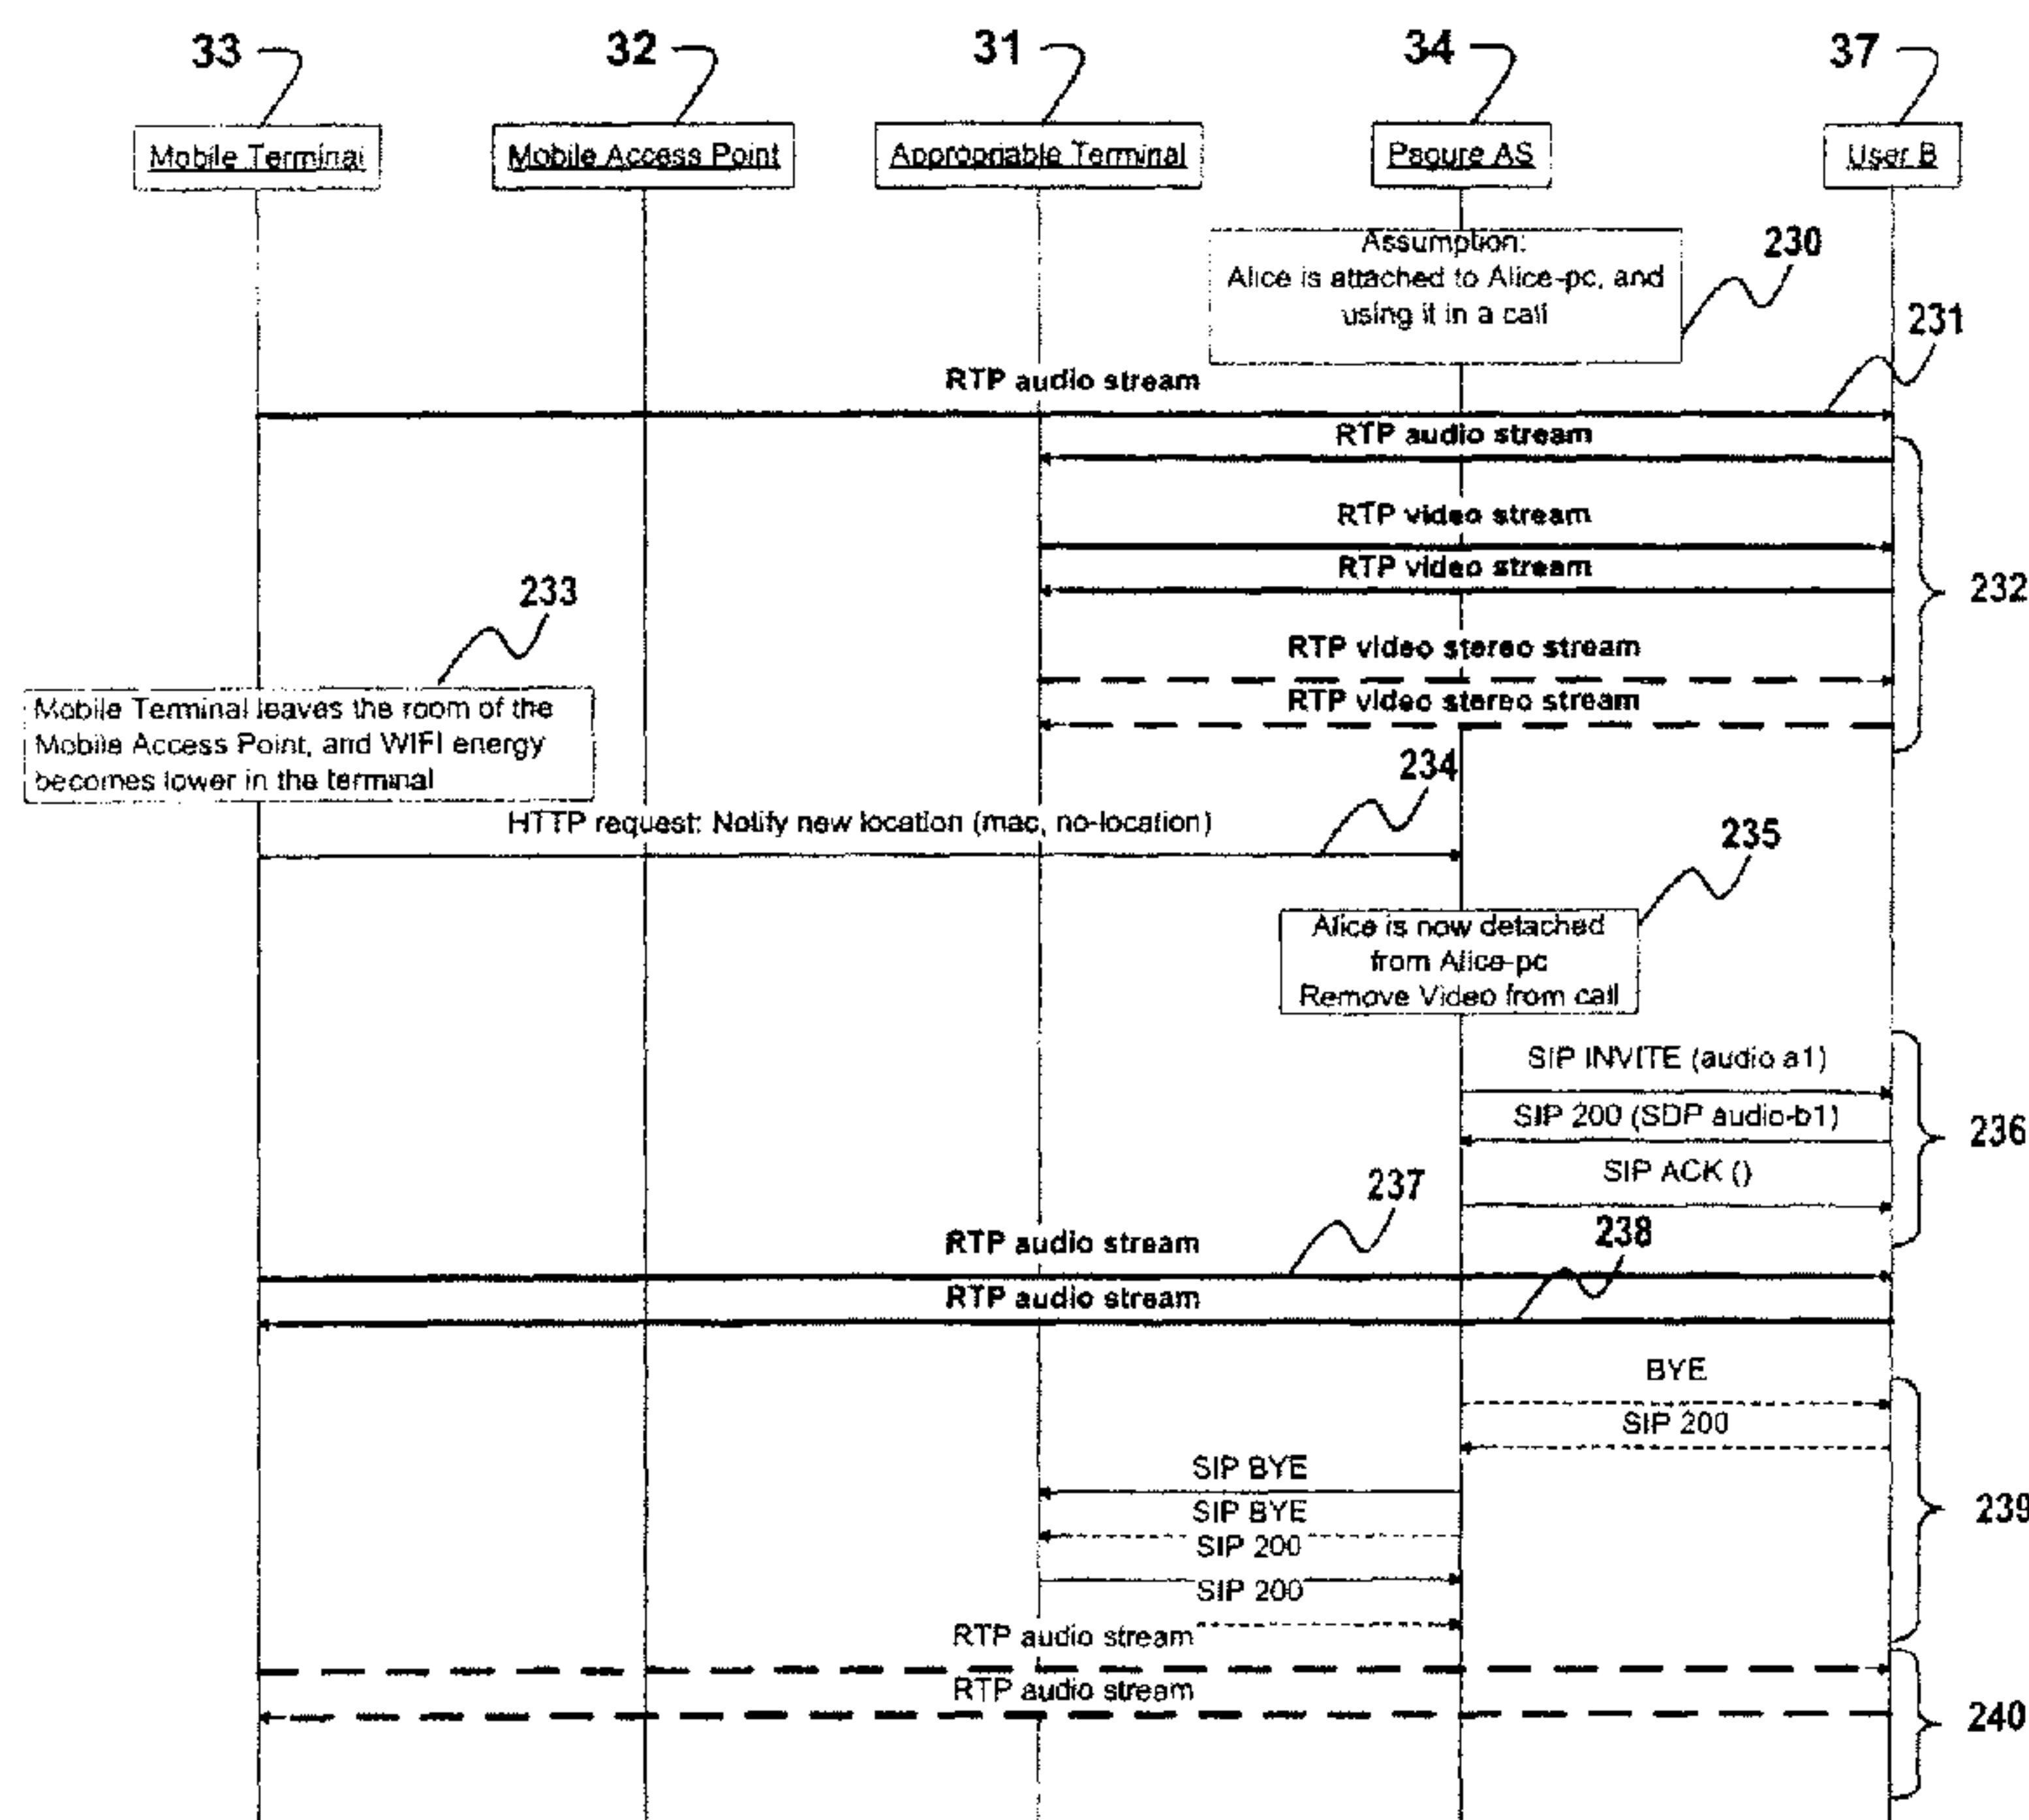 33
32
31
34
37
Mobile Terminal
Mobile Access Point
Appropriable Terminal
Pagure AS
User B
Assumption:
Alice is attached to Alice-pc, and
using it in a call
230
231
RTP audio stream
RTP audio stream
RTP video stream
RTP video stream
232
RTP video stereo stream
RTP video stereo stream
233
Mobile Terminal leaves the room of the
Mobile Access Point, and WIFI energy
becomes lower in the terminal
234
HTTP request: Notify new location (mac, no-location)
235
Alice is now detached
from Alice-pc
Remove Video from call
SIP INVITE (audio a1)
SIP 200 (SDP audio-b1)
236
SIP ACK ()
237
RTP audio stream
238
RTP audio stream
BYE
SIP 200
SIP BYE
SIP BYE
239
SIP 200
SIP 200
RTP audio stream
RTP audio stream
240